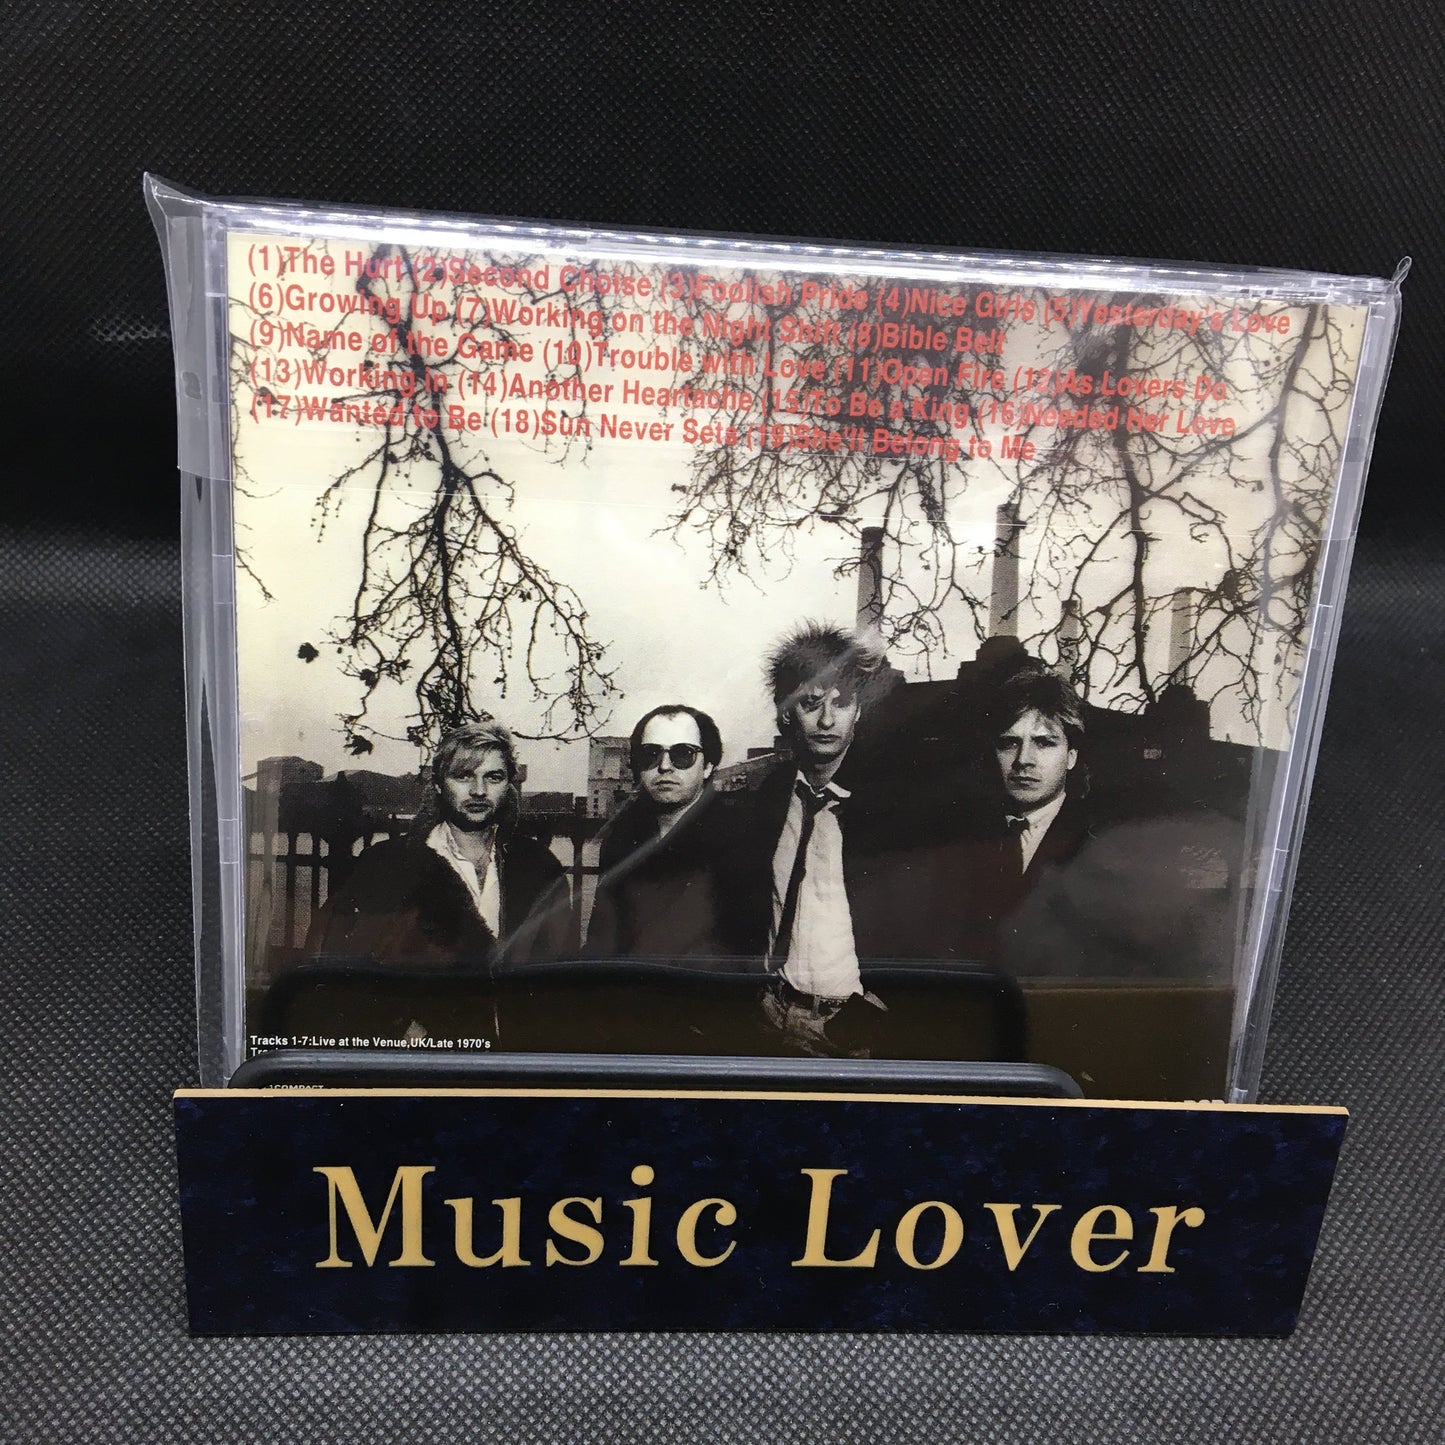 (1)The Hurt (2)Second Choise (3)Foolish Pride (4)Nice Girls (5)Yesterday's Love
(6)Growing Up (7)Working on the Night Shift (8)Bible Belt
(9)Name of the Game (10)Trouble with Love (11)Open Fire (12)As Lovers Do
(13)Working In (14)Another Heartache (15)To Be a King (16)Needed Her Love
(17)Wanted to Be (18)Sun Never Sets (19)She'll Belong to Me
Tracks 1-7:Live at the Venue,UK/Late 1970's
COMPACT
Music Lover